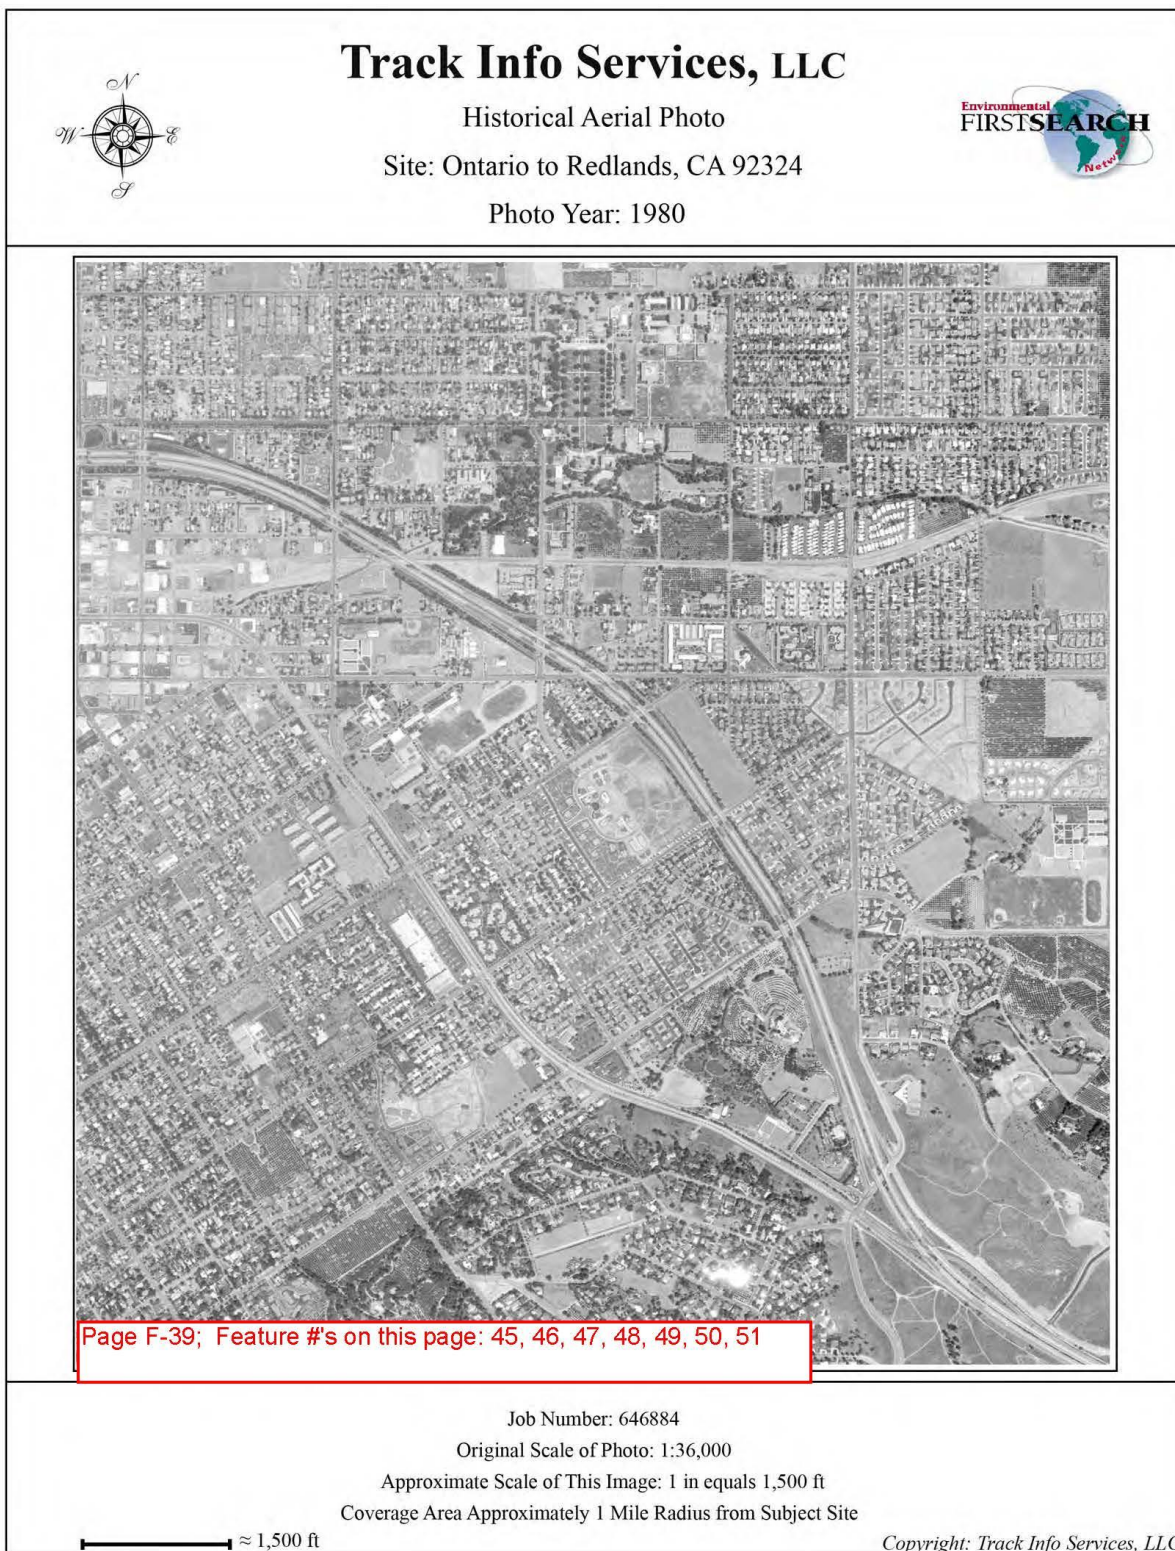 Track Info Services, LLC
Historical Aerial Photo
Site: Ontario to Redlands, CA 92324
Photo Year: 1980
N
W
E
S
Environmental
FIRSTSEARCH
Network
Page F-39; Feature #'s on this page: 45, 46, 47, 48, 49, 50, 51
Job Number: 646884
Original Scale of Photo: 1:36,000
Approximate Scale of This Image: 1 in equals 1,500 ft
Coverage Area Approximately 1 Mile Radius from Subject Site
≈ 1,500 ft
Copyright: Track Info Services, LLC